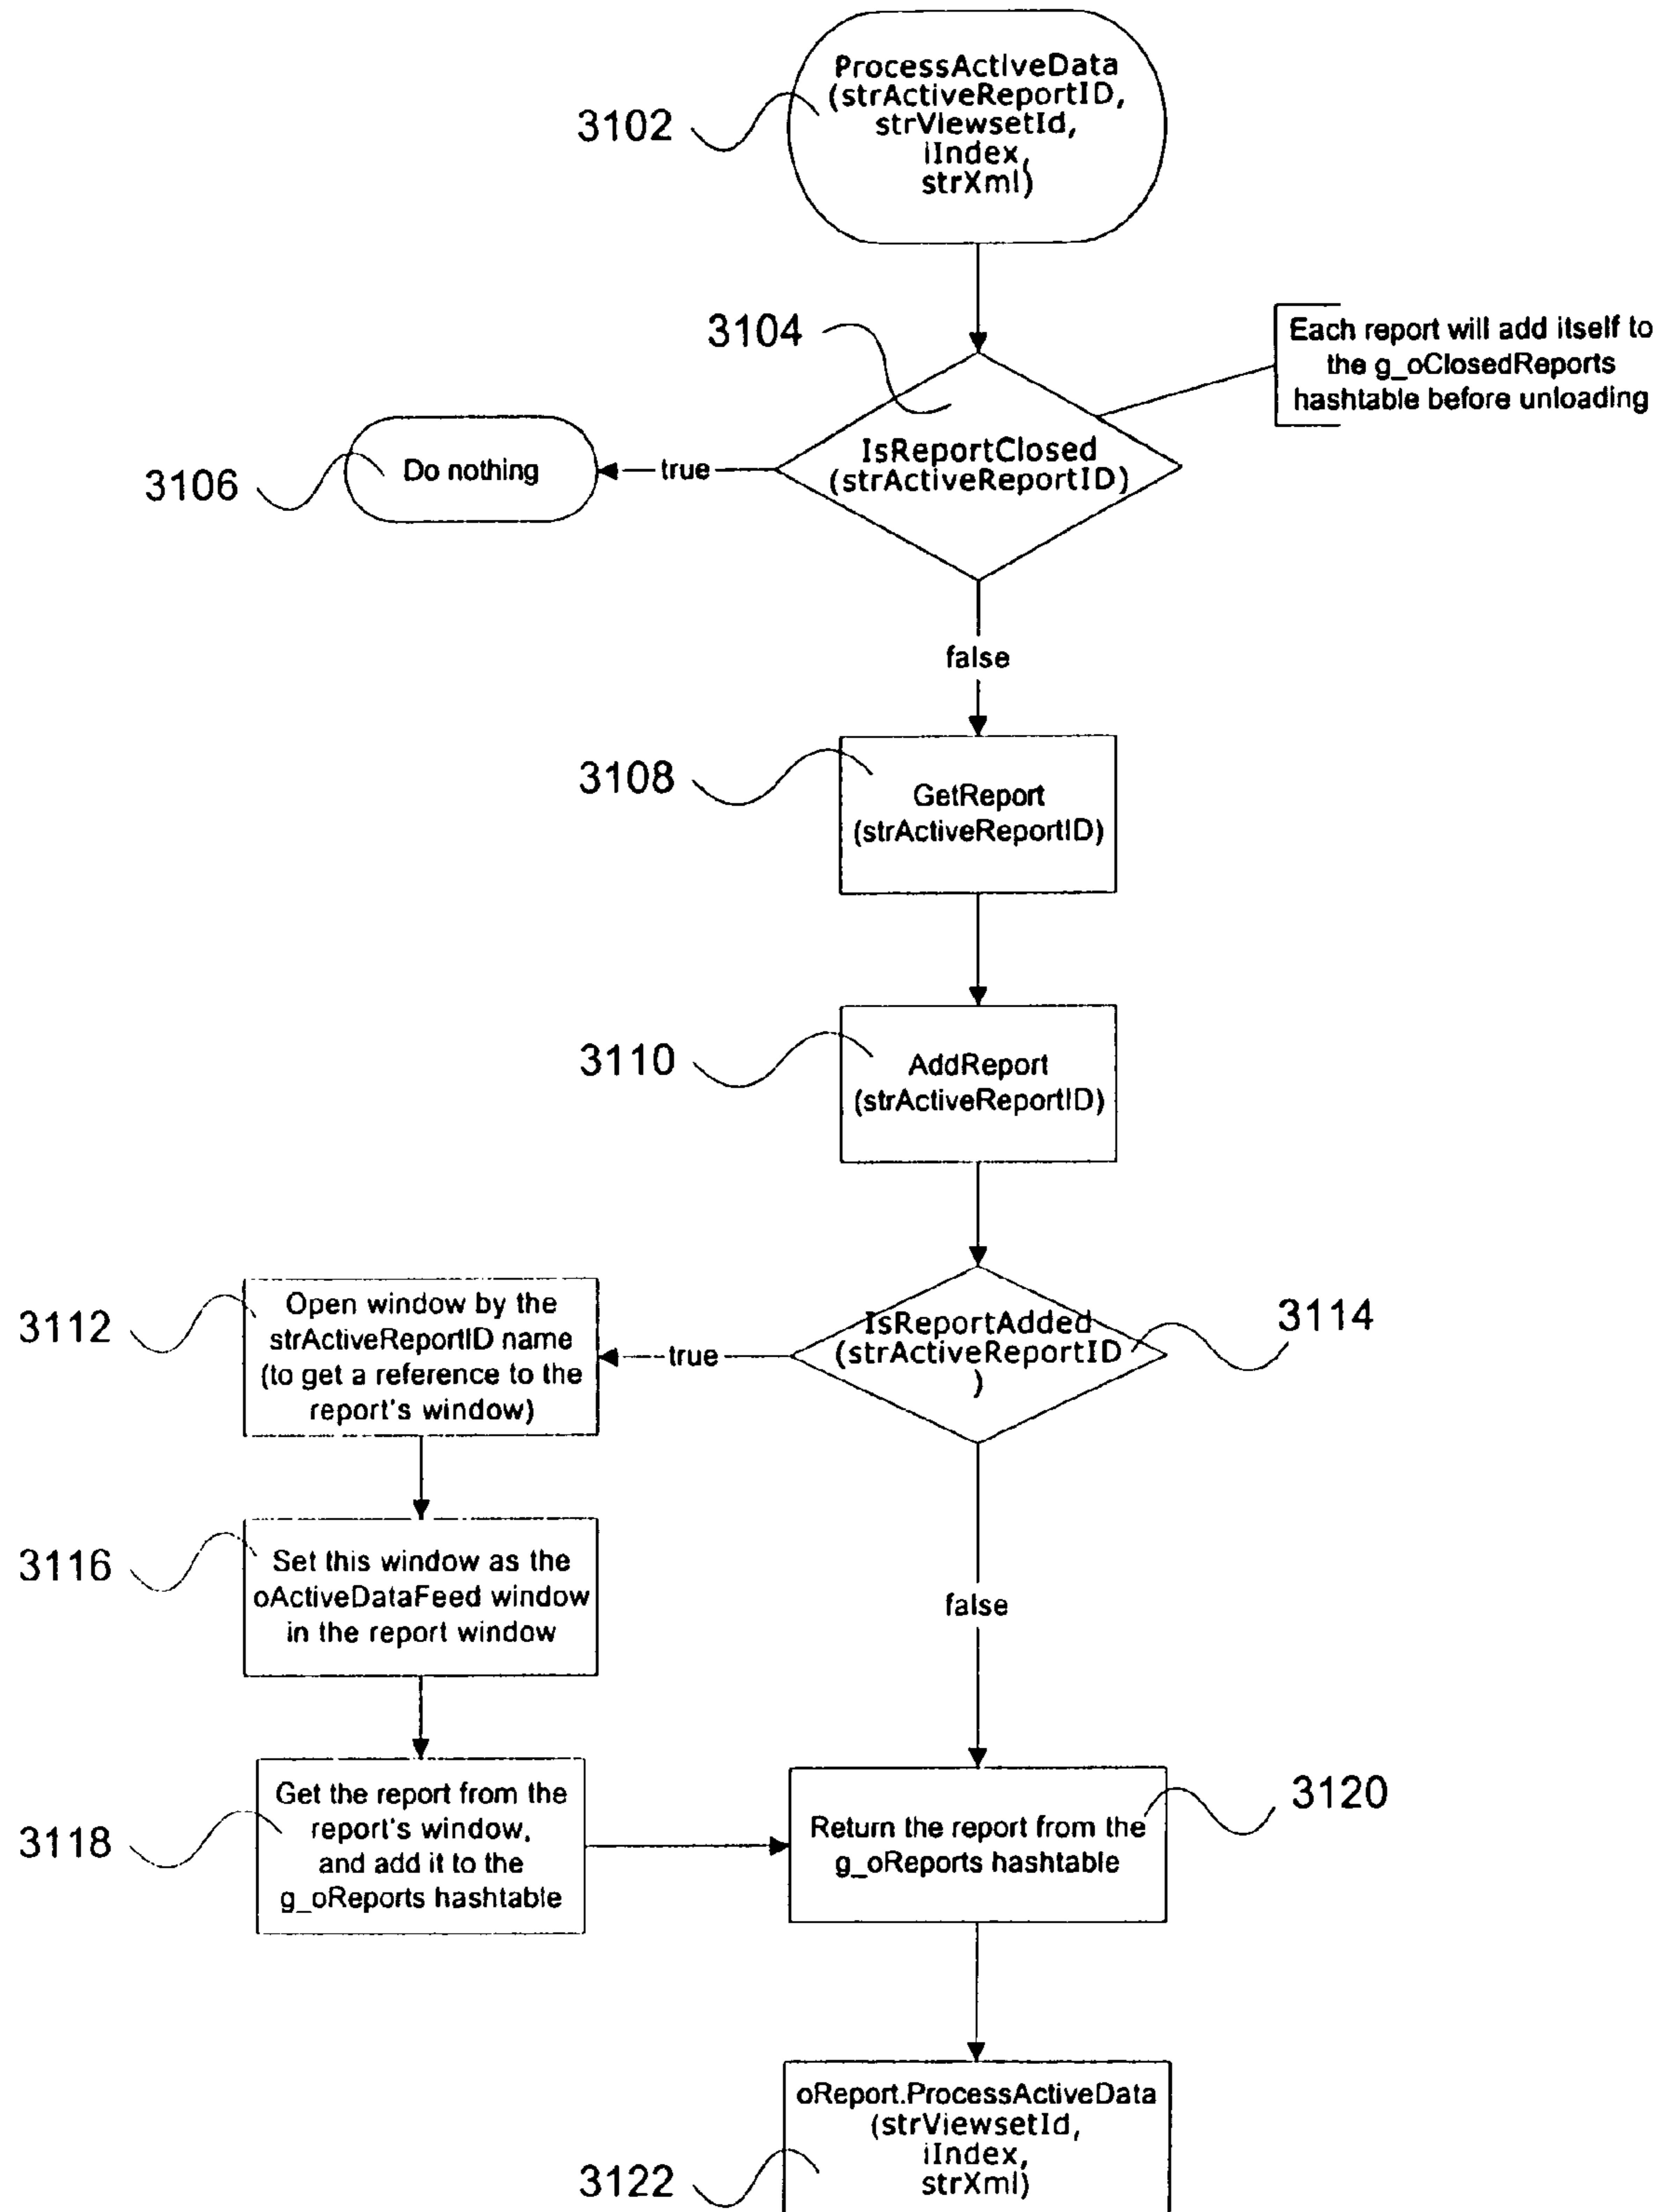 ProcessActiveData
(strActiveReportID,
strViewsetId,
iIndex,
strXml)
3102
3104
Each report will add itself to
the g_oClosedReports
hashtable before unloading
IsReportClosed
(strActiveReportID)
true
Do nothing
3106
false
3108
GetReport
(strActiveReportID)
3110
AddReport
(strActiveReportID)
3112
Open window by the
strActiveReportID name
(to get a reference to the
report's window)
true
IsReportAdded
(strActiveReportID
)
3114
3116
Set this window as the
oActiveDataFeed window
in the report window
false
3118
Get the report from the
report's window,
and add it to the
g_oReports hashtable
Return the report from the
g_oReports hashtable
3120
oReport.ProcessActiveData
(strViewsetId,
iIndex,
strXml)
3122